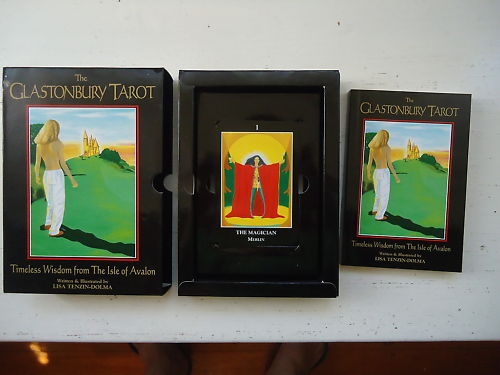 The
GLASTONBURY TAROT
Timeless Wisdom from The Isle of Avalon
Written & Illustrated by
LISA TENZIN-DOLMA
I
THE MAGICIAN
MERLIN
The
GLASTONBURY TAROT
Timeless Wisdom from The Isle of Avalon
Written & Illustrated by
LISA TENZIN-DOLMA